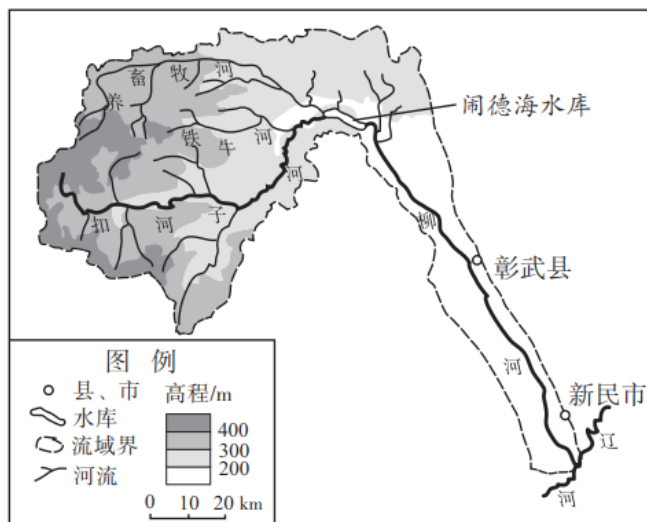 畜牧河
养
闹德海水库
铁牛河
河
扣河子
柳
彰武县
河
新民市
辽
河
图例
县、市
水库
流域界
河流
高程/m
400
300
200
0 10 20 km